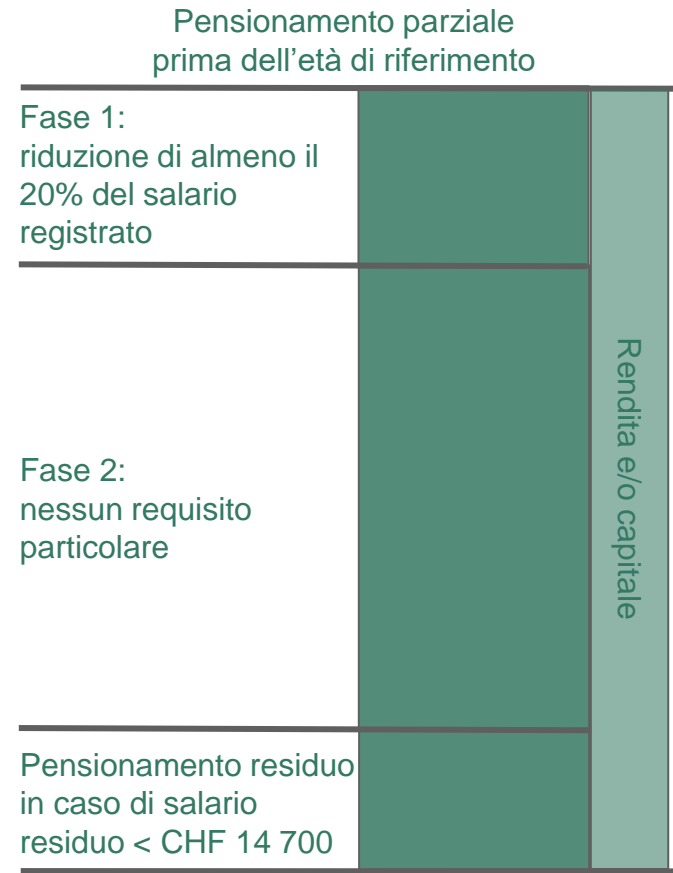 Pensionamento parziale
prima dell'età di riferimento
Fase 1:
riduzione di almeno il
20% del salario
registrato
Fase 2:
nessun requisito
particolare
Rendita e/o capitale
Pensionamento residuo
in caso di salario
residuo < CHF 14 700